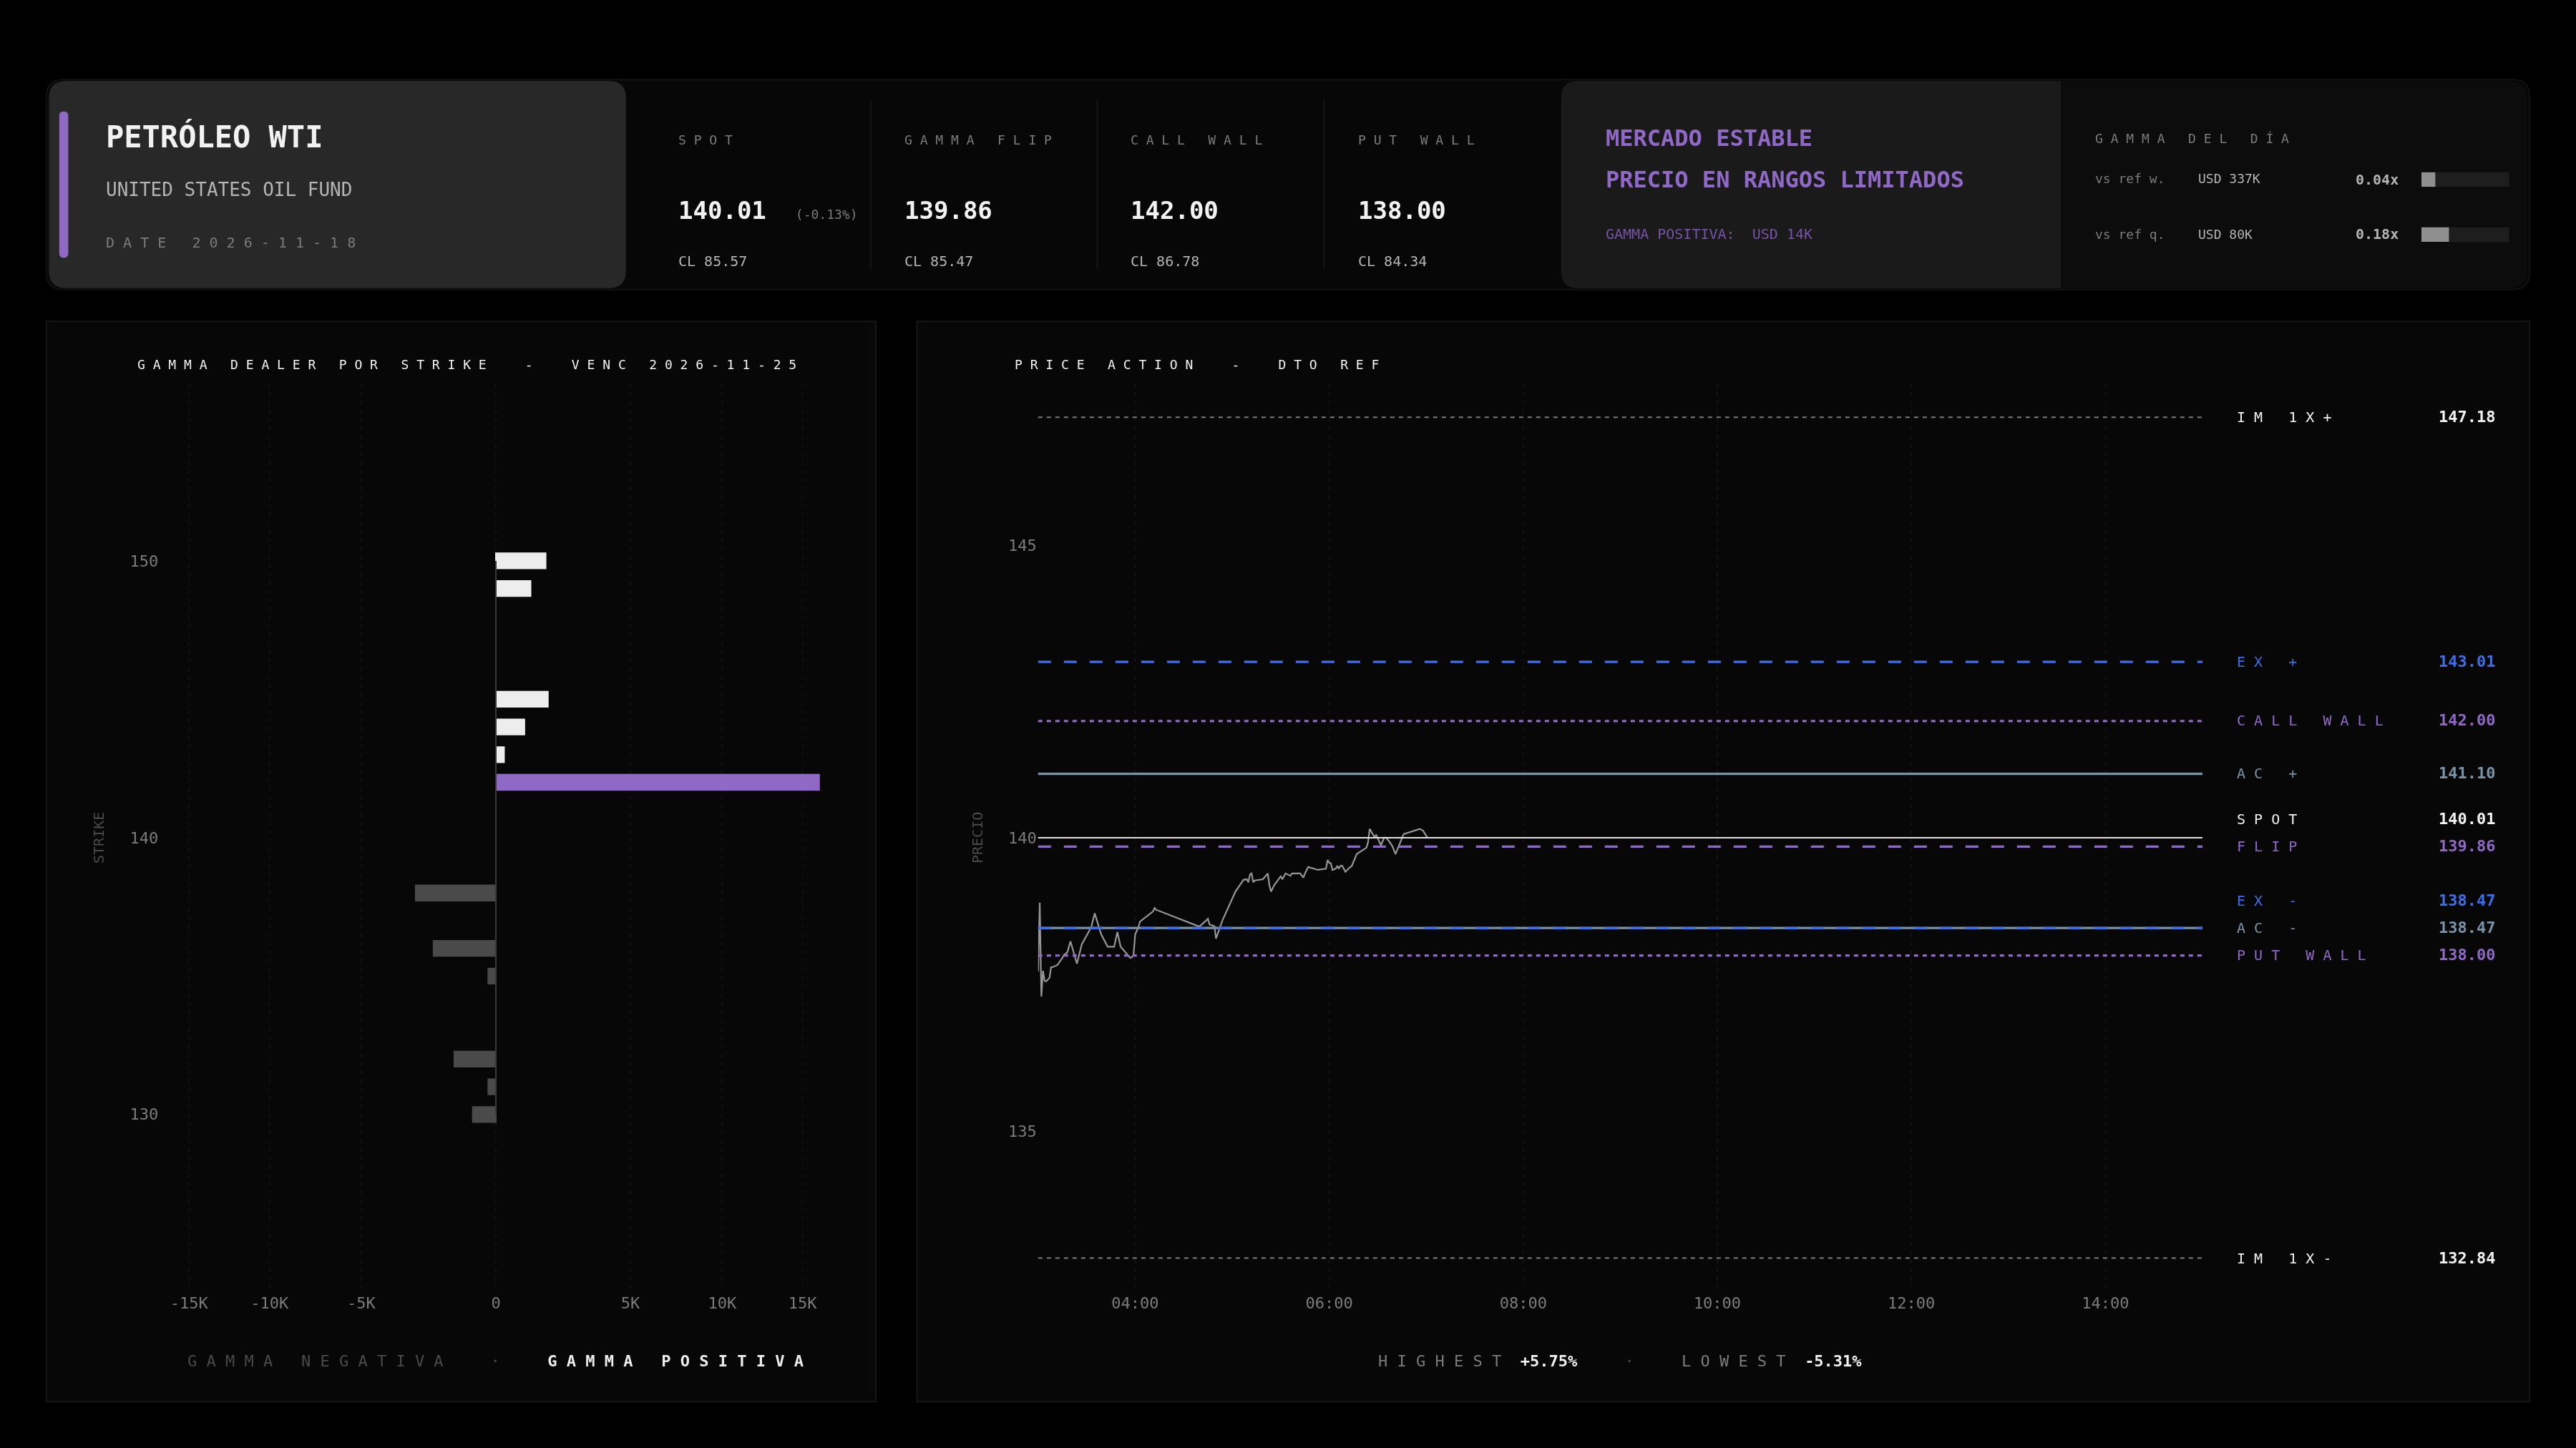 PETRÓLEO WTI
UNITED STATES OIL FUND
DATE 2026-11-18
SPOT
140.01 (-0.13%)
CL 85.57
GAMMA FLIP
139.86
CL 85.47
CALL WALL
142.00
CL 86.78
PUT WALL
138.00
CL 84.34
MERCADO ESTABLE
PRECIO EN RANGOS LIMITADOS
GAMMA POSITIVA: USD 14K
GAMMA DEL DÍA
vs ref w. USD 337K 0.04x
vs ref q. USD 80K 0.18x
GAMMA DEALER POR STRIKE - VENC 2026-11-25
STRIKE
150
140
130
-15K -10K -5K 0 5K 10K 15K
GAMMA NEGATIVA · GAMMA POSITIVA
PRICE ACTION - DTO REF
PRECIO
145
140
135
IM 1X+ 147.18
EX + 143.01
CALL WALL 142.00
AC + 141.10
SPOT 140.01
FLIP 139.86
EX - 138.47
AC - 138.47
PUT WALL 138.00
IM 1X- 132.84
04:00 06:00 08:00 10:00 12:00 14:00
HIGHEST +5.75% · LOWEST -5.31%